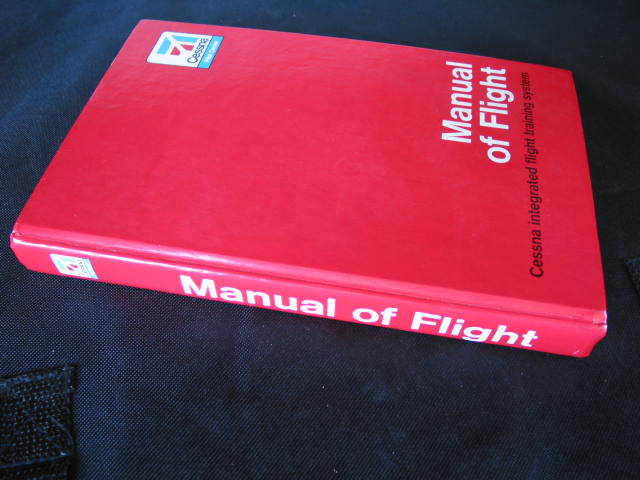 Cessna
Manual
of Flight
Cessna integrated flight training system
Manual of Flight